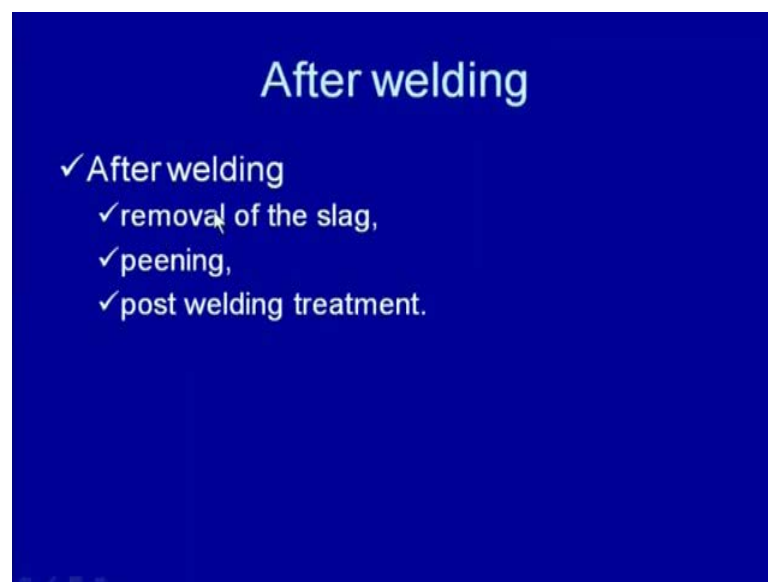 After welding
✓After welding
✓removal of the slag,
✓peening,
✓post welding treatment.